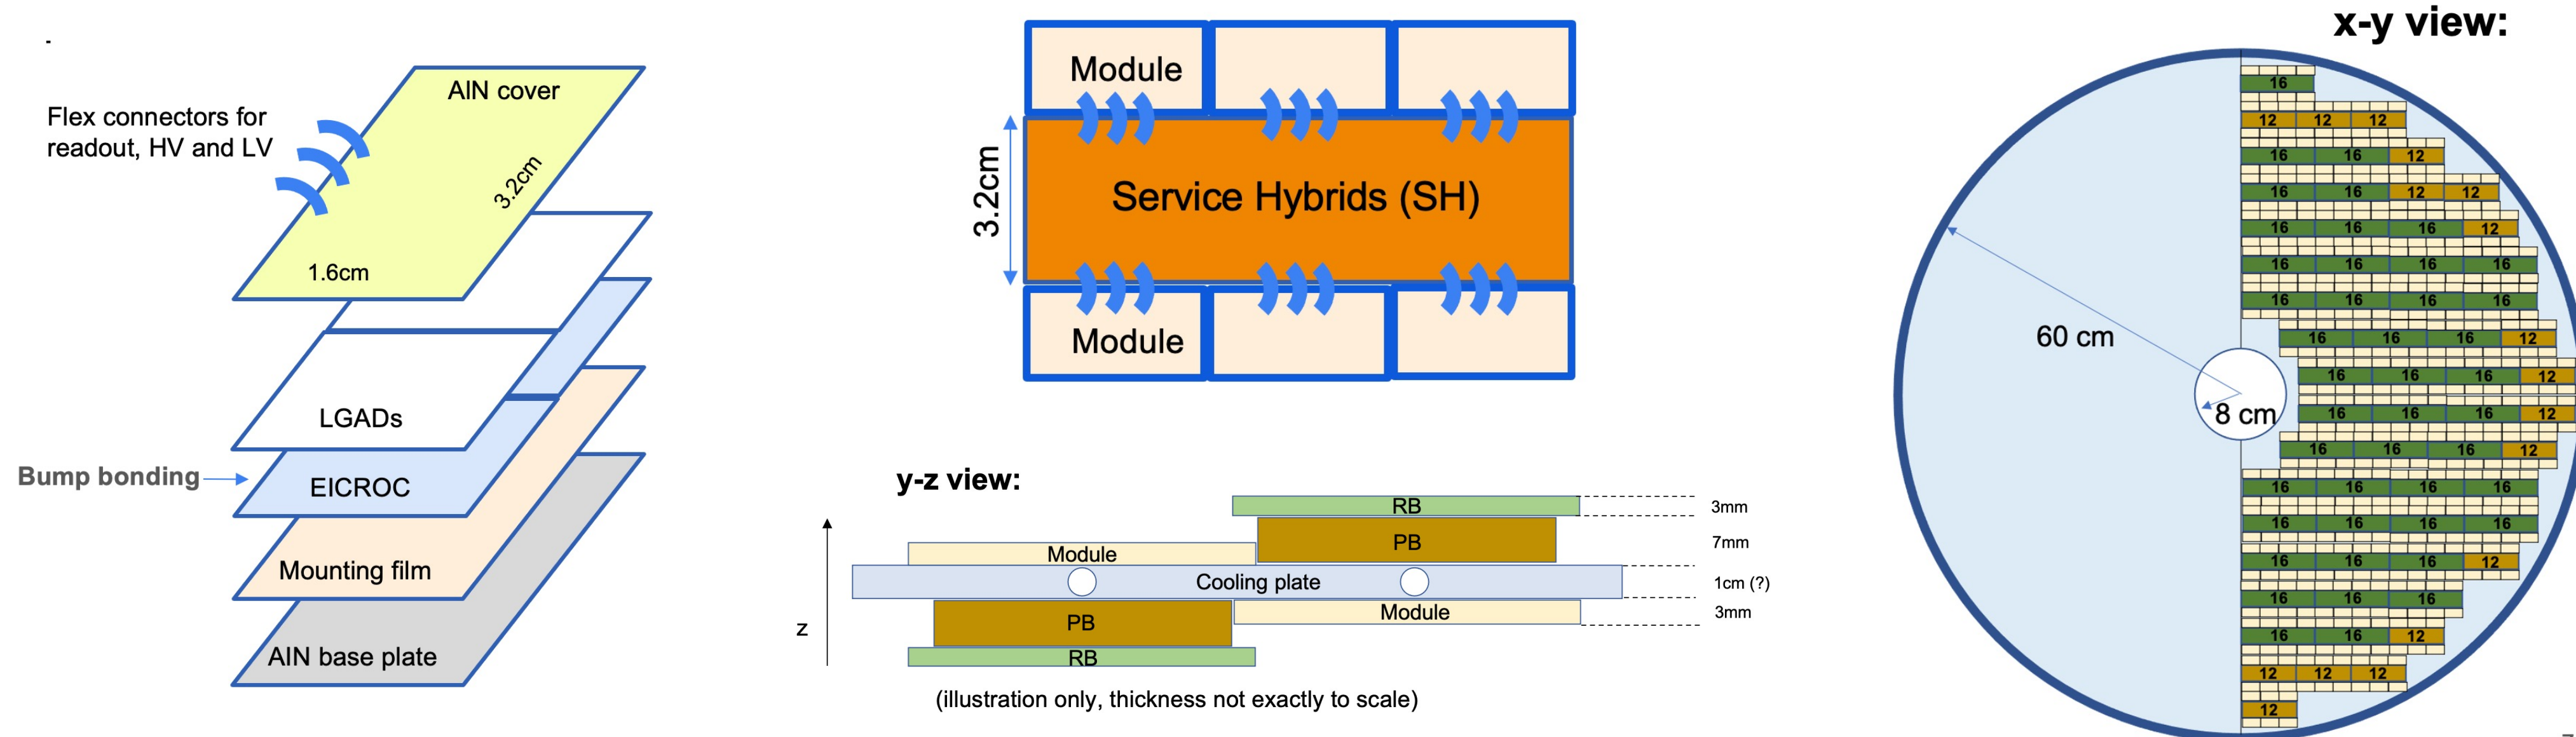 -
Flex connectors for
readout, HV and LV
AlN cover
3.2cm
1.6cm
LGADs
Bump bonding
EICROC
Mounting film
AlN base plate
Module
3.2cm
Service Hybrids (SH)
Module
y-z view:
RB
3mm
PB
7mm
Module
Cooling plate
1cm (?)
z
PB
Module
3mm
RB
(illustration only, thickness not exactly to scale)
x-y view:
60 cm
8 cm
16
12 12 12
16 16 12
16 16 12 12
16 16 16 12
16 16 16 16
16 16 16 16
16 16 16 12
16 16 16 12
16 16 16 12
16 16 16 12
16 16 16 16
16 16 16 16
16 16 16 12
16 16 16
16 16 12
12 12 12
12